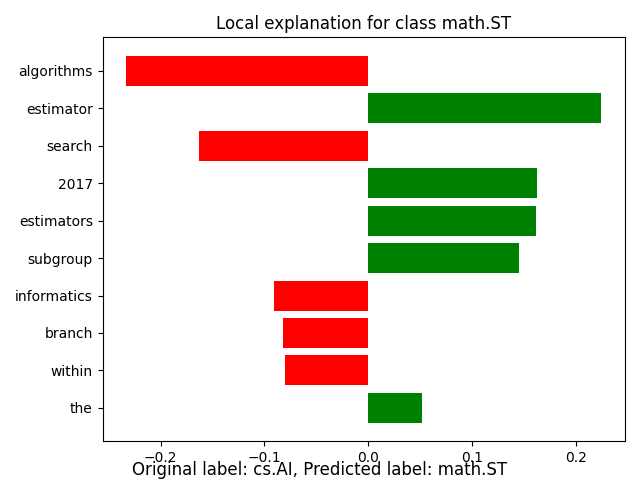 Local explanation for class math.ST
algorithms
estimator
search
2017
estimators
subgroup
informatics
branch
within
the
−0.2 −0.1 0.0 0.1 0.2
Original label: cs.AI, Predicted label: math.ST